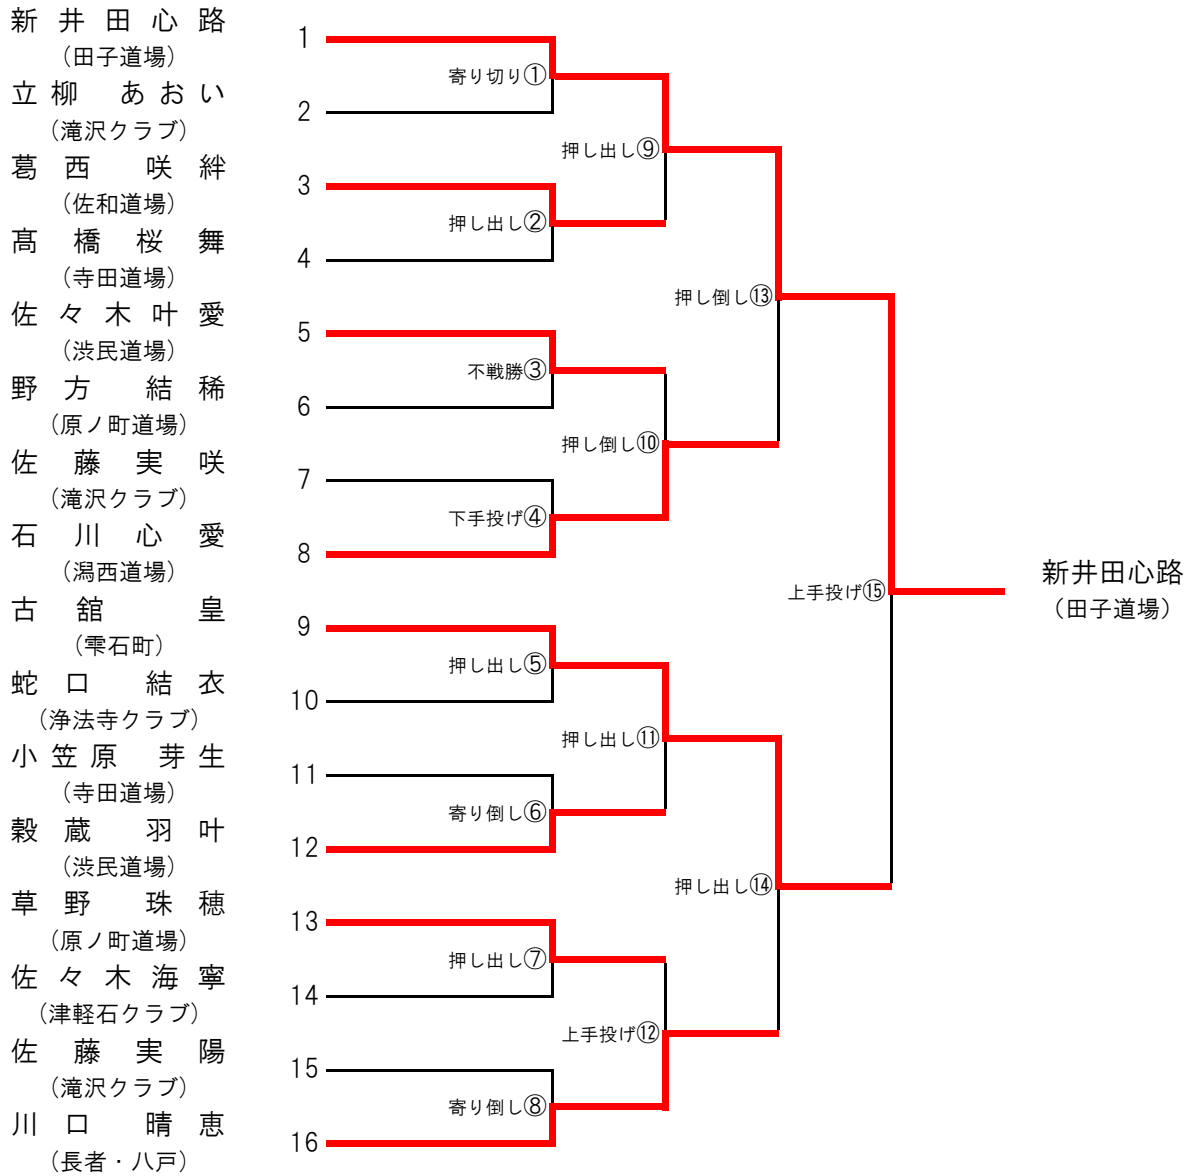 新井田心路
（田子道場）
立柳 あおい
（滝沢クラブ）
葛西 咲絆
（佐和道場）
髙橋桜舞
（寺田道場）
佐々木叶愛
（渋民道場）
野方 結稀
（原ノ町道場）
佐藤実咲
（滝沢クラブ）
石川心愛
（潟西道場）
古舘 皇
（雫石町）
蛇口 結衣
（浄法寺クラブ）
小笠原 芽生
（寺田道場）
穀蔵 羽叶
（渋民道場）
草野 珠穂
（原ノ町道場）
佐々木海寧
（津軽石クラブ）
佐藤実陽
（滝沢クラブ）
川口 晴恵
（長者・八戸）
1
2
3
4
5
6
7
8
9
10
11
12
13
14
15
16
寄り切り①
押し出し②
不戦勝③
下手投げ④
押し出し⑤
寄り倒し⑥
押し出し⑦
寄り倒し⑧
押し出し⑨
押し倒し⑩
押し出し⑪
上手投げ⑫
押し倒し⑬
押し出し⑭
上手投げ⑮
新井田心路
（田子道場）